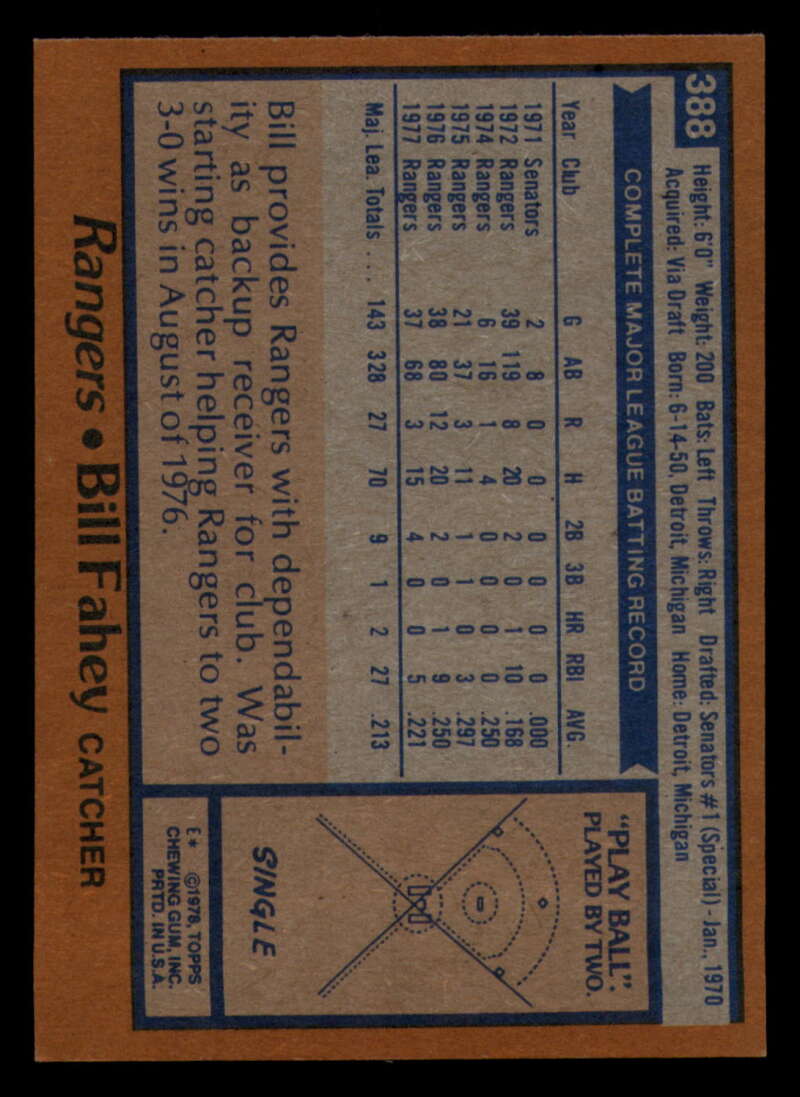 388
Height: 6'0" Weight: 200 Bats: Left Throws: Right Drafted: Senators #1 (Special) - Jan., 1970
Acquired: Via Draft Born: 6-14-50, Detroit, Michigan Home: Detroit, Michigan
COMPLETE MAJOR LEAGUE BATTING RECORD
Year Club G AB R H 2B 3B HR RBI AVG.
1971 Senators 2 8 0 0 0 0 0 0 .000
1972 Rangers 39 119 8 20 2 0 1 10 .168
1974 Rangers 6 16 1 4 0 0 0 0 .250
1975 Rangers 21 37 3 11 1 1 0 3 .297
1976 Rangers 38 80 12 20 2 0 1 9 .250
1977 Rangers 37 68 3 15 4 0 0 5 .221
Maj. Lea. Totals .... 143 328 27 70 9 1 2 27 .213
Bill provides Rangers with dependabil-
ity as backup receiver for club. Was
starting catcher helping Rangers to two
3-0 wins in August of 1976.
"PLAY BALL".
PLAYED BY TWO.
SINGLE
E* ©1978, TOPPS
CHEWING GUM, INC.
PRTD. IN U.S.A.
Rangers • Bill Fahey CATCHER